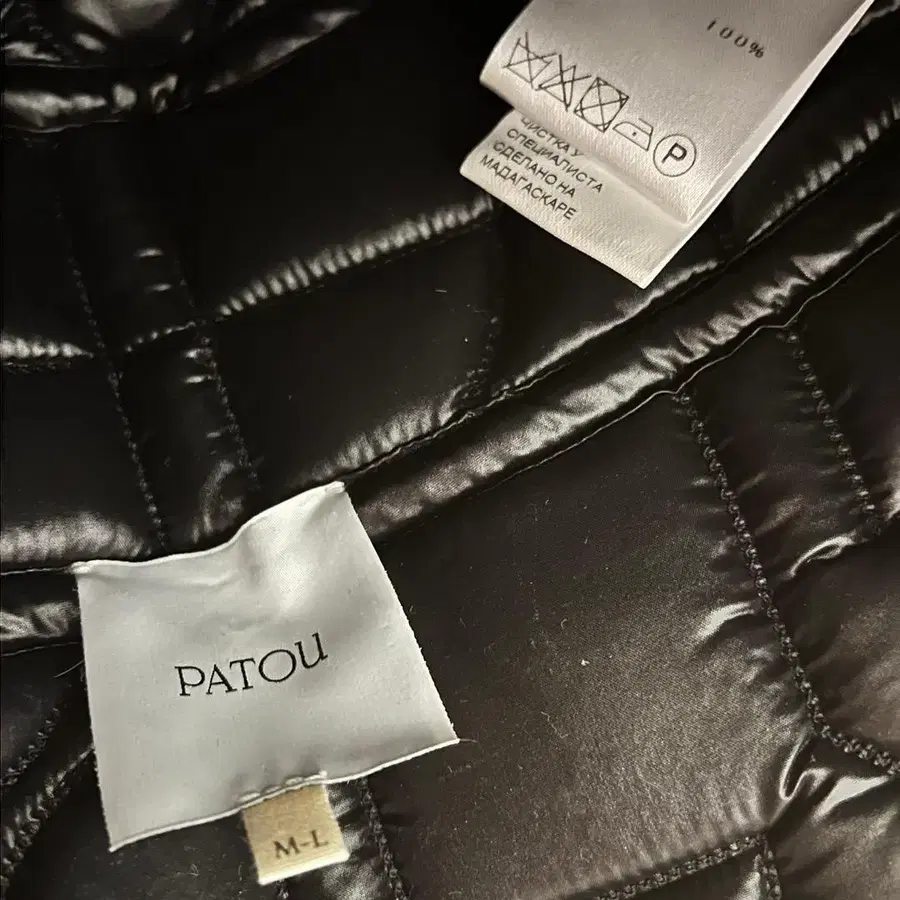 100%
P
ЧИСТКА У
СПЕЦИАЛИСТА
СДЕЛАНО НА
МАДАГАСКАРЕ
PATOU
M-L